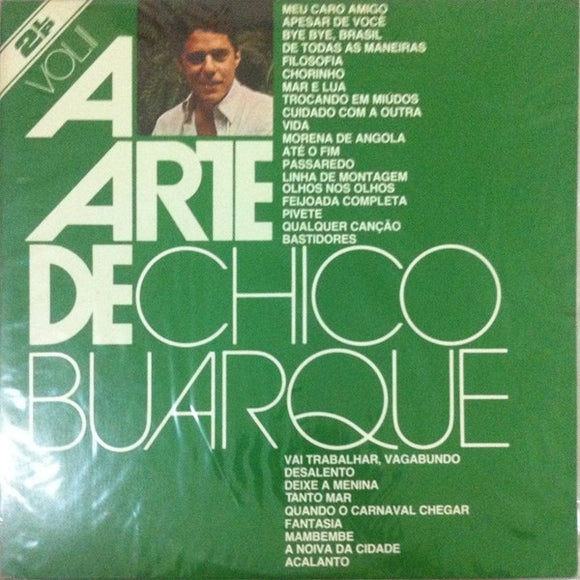 2LP
VOL I
A
ARTE
DE CHICO
BUARQUE
MEU CARO AMIGO
APESAR DE VOCÊ
BYE BYE, BRASIL
DE TODAS AS MANEIRAS
FILOSOFIA
CHORINHO
MAR E LUA
TROCANDO EM MIÚDOS
CUIDADO COM A OUTRA
VIDA
MORENA DE ANGOLA
ATÉ O FIM
PASSAREDO
LINHA DE MONTAGEM
OLHOS NOS OLHOS
FEIJOADA COMPLETA
PIVETE
QUALQUER CANÇÃO
BASTIDORES
VAI TRABALHAR, VAGABUNDO
DESALENTO
DEIXE A MENINA
TANTO MAR
QUANDO O CARNAVAL CHEGAR
FANTASIA
MAMBEMBE
A NOIVA DA CIDADE
ACALANTO